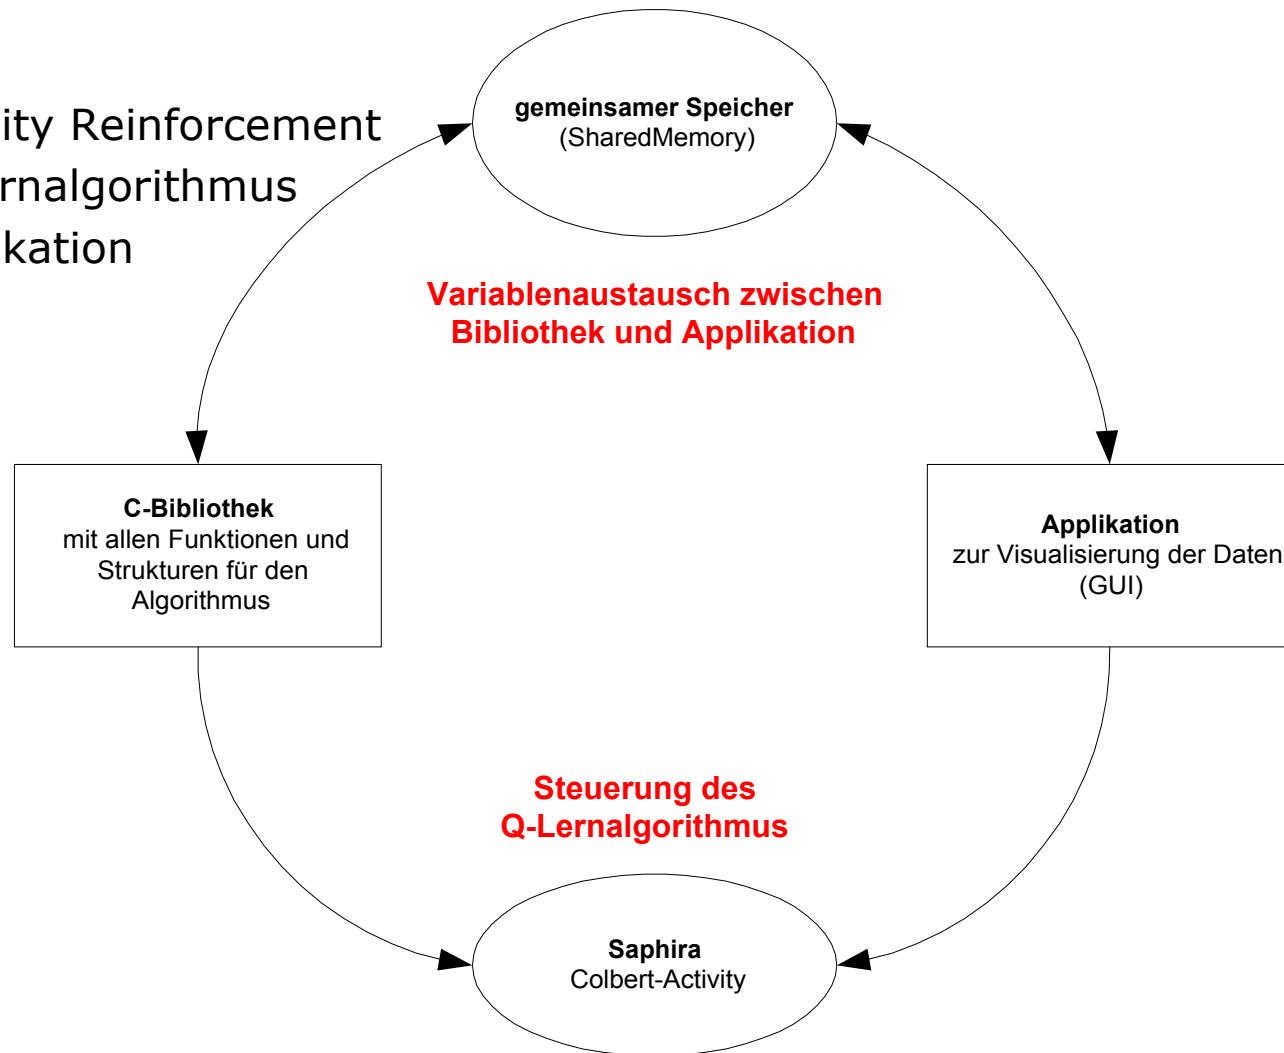 gemeinsamer Speicher
(SharedMemory)
ity Reinforcement
rnalgorithmus
kation
Variablenaustausch zwischen
Bibliothek und Applikation
C-Bibliothek
mit allen Funktionen und
Strukturen für den
Algorithmus
Applikation
zur Visualisierung der Daten
(GUI)
Steuerung des
Q-Lernalgorithmus
Saphira
Colbert-Activity